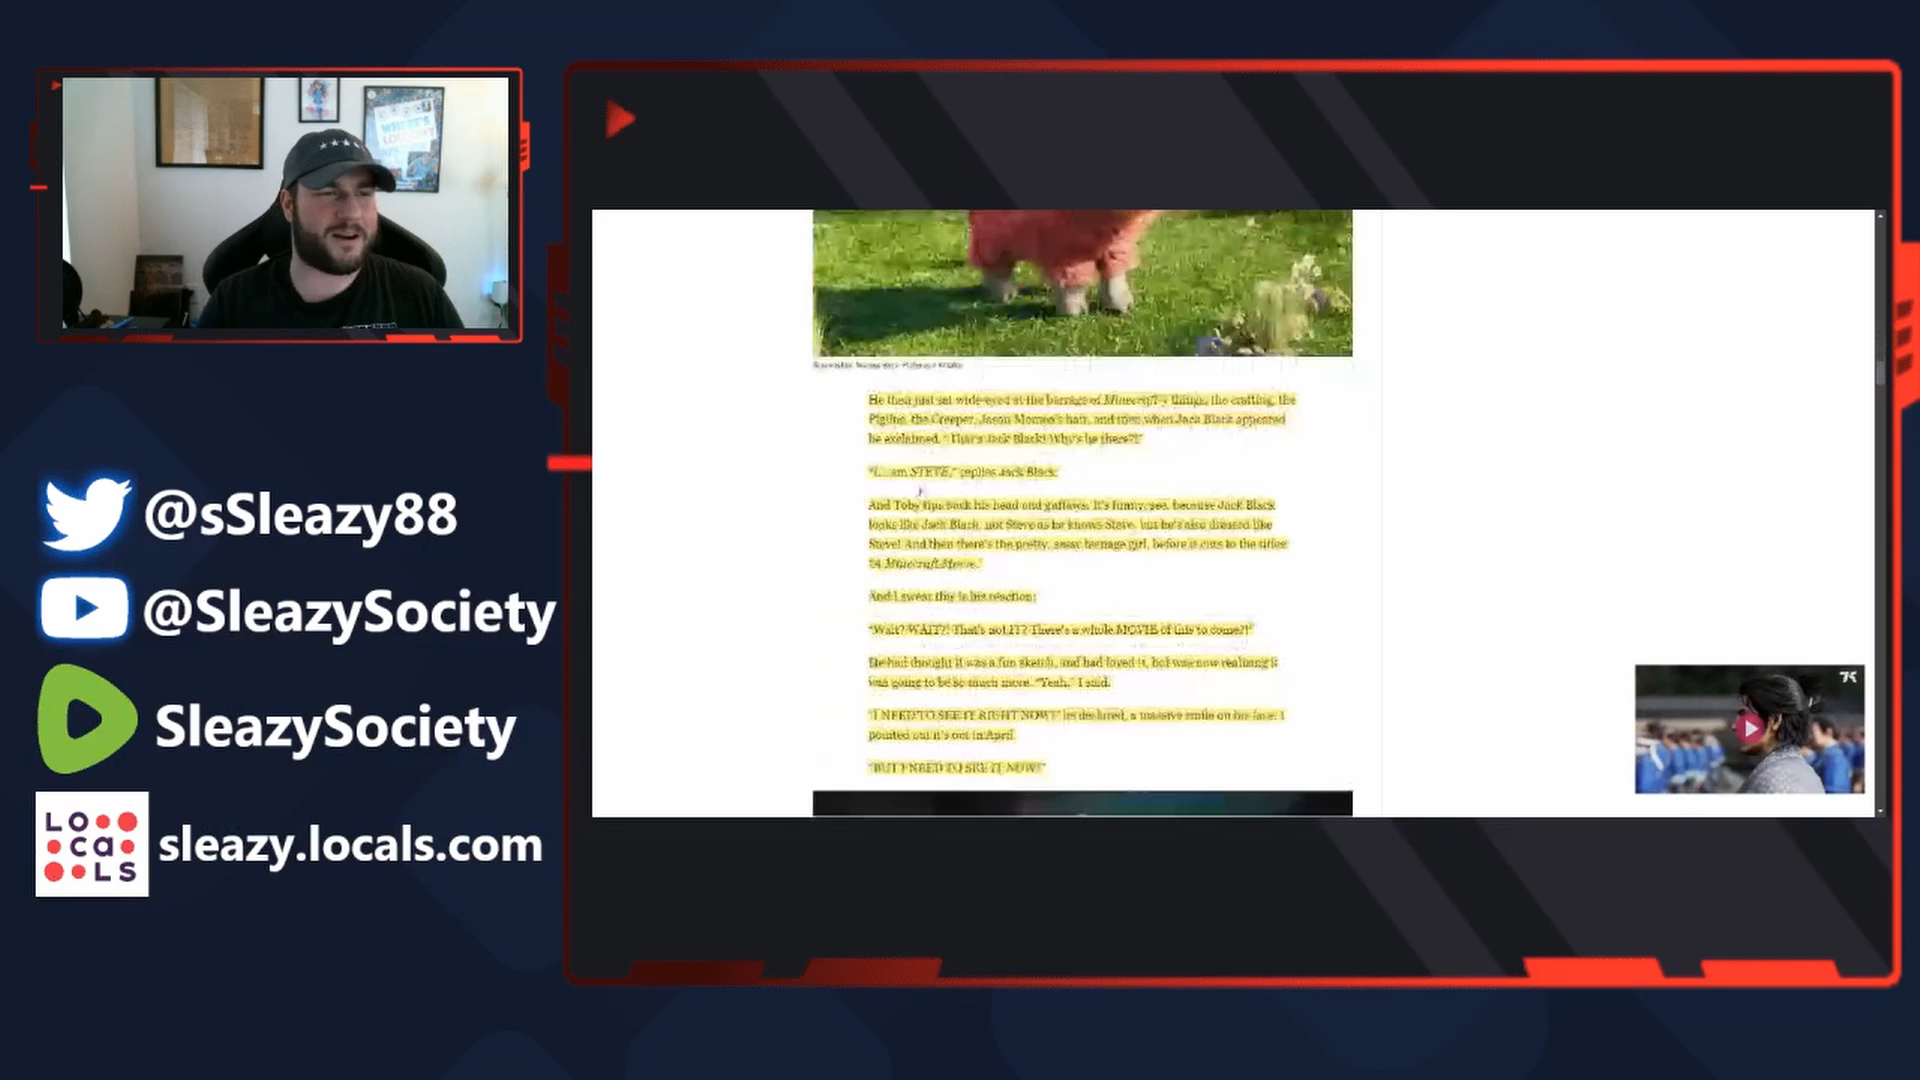 WHERE'S
@sSleazy88
@SleazySociety
SleazySociety
LOcaLS
sleazy.locals.com
He then just sat wide-eyed at the barrage of Minecraft-y things, the crafting, the
Piglins, the Creeper, Jason Momoa's hair, and then when Jack Black appeared
he exclaimed, "That's Jack Black! Why's he there?!"
"I... am STEVE," replies Jack Black.
And Toby tips back his head and guffaws. It's funny, see, because Jack Black
looks like Jack Black, not Steve as he knows Steve, but he's also dressed like
Steve! And then there's the pretty, sassy teenage girl, before it cuts to the titles:
"A Minecraft Movie."
And I swear this is his reaction:
"Wait? WAIT?! That's not IT? There's a whole MOVIE of this to come?!"
He had thought it was a fun sketch, and had loved it, but was now realizing it
was going to be so much more. "Yeah," I said.
"I NEED TO SEE IT RIGHT NOW!" he declared, a massive smile on his face. I
pointed out it's out in April.
"BUT I NEED TO SEE IT NOW!"